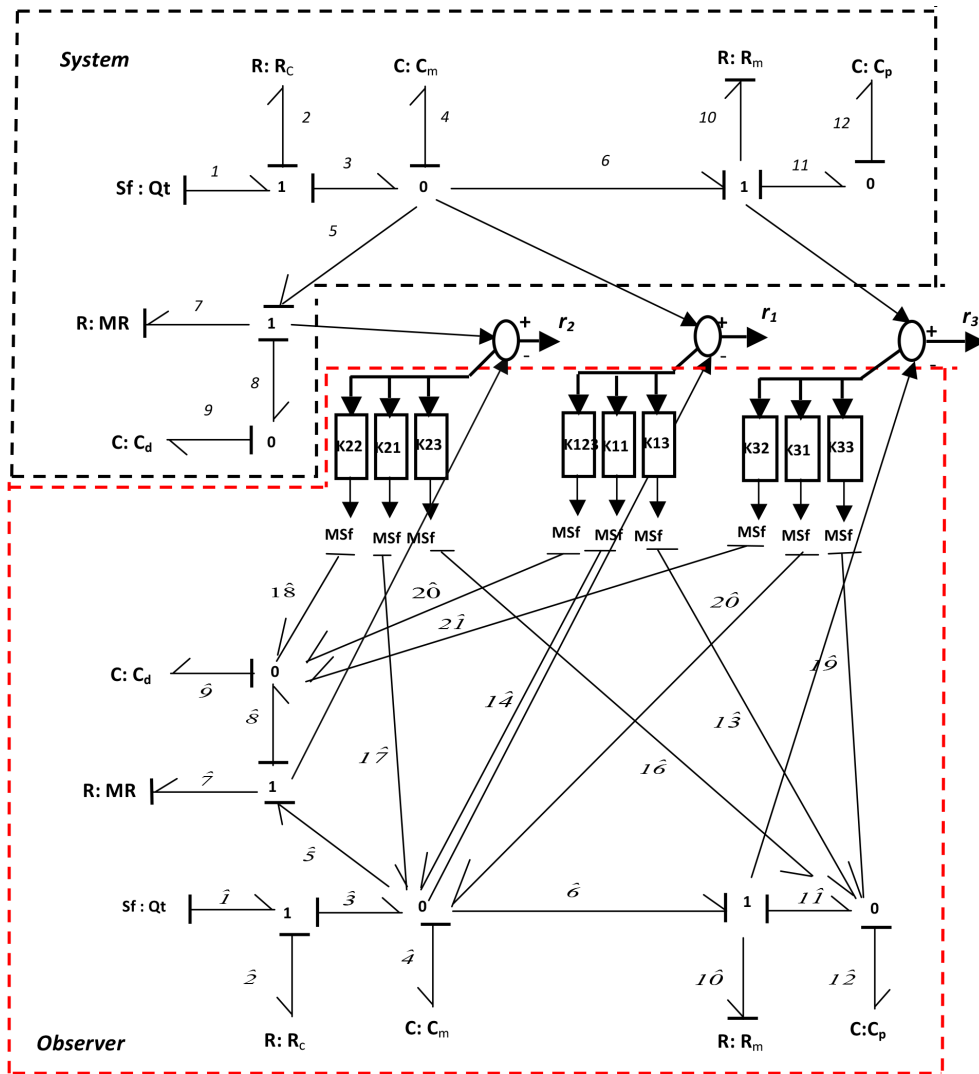 System
R: R_C
C: C_m
R: R_m
C: C_p
2
4
10
12
1
3
6
11
Sf : Qt
1
0
1
0
5
7
R: MR
1
+
r_2
-
+
r_1
-
+
r_3
-
8
9
C: C_d
0
K22
K21
K23
K123
K11
K13
K32
K31
K33
MSf
MSf
MSf
MSf
MSf
MSf
MSf
MSf
MSf
18̂
20̂
20̂
21̂
19̂
C: C_d
0
9̂
8̂
14̂
13̂
17̂
16̂
7̂
R: MR
1
5̂
Sf : Qt
1̂
1
3̂
0
6̂
1
11̂
0
2̂
4̂
10̂
12̂
R: R_c
C: C_m
R: R_m
C:C_p
Observer